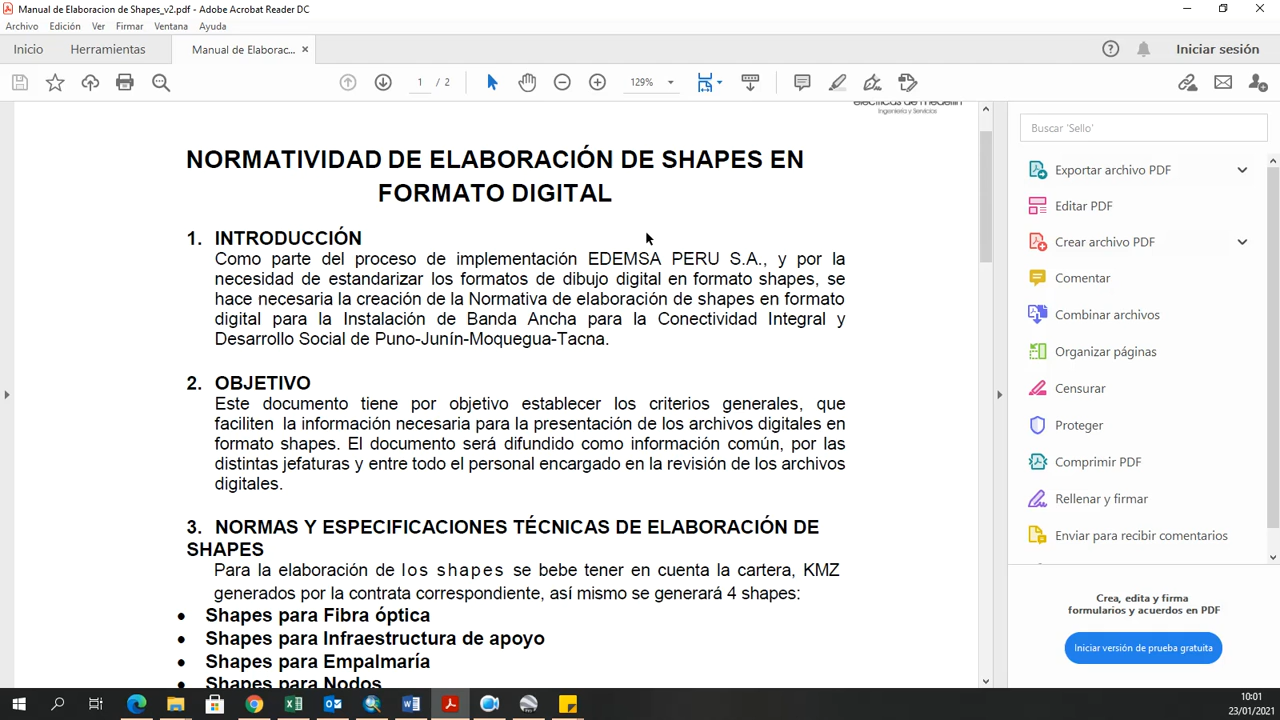 Manual de Elaboracion de Shapes_v2.pdf - Adobe Acrobat Reader DC
Archivo Edición Ver Firmar Ventana Ayuda
Inicio Herramientas Manual de Elaborac... Iniciar sesión
1 / 2 129%
eléctricas de medellín
Ingeniería y Servicios
NORMATIVIDAD DE ELABORACIÓN DE SHAPES EN
FORMATO DIGITAL
1. INTRODUCCIÓN
Como parte del proceso de implementación EDEMSA PERU S.A., y por la
necesidad de estandarizar los formatos de dibujo digital en formato shapes, se
hace necesaria la creación de la Normativa de elaboración de shapes en formato
digital para la Instalación de Banda Ancha para la Conectividad Integral y
Desarrollo Social de Puno-Junín-Moquegua-Tacna.
2. OBJETIVO
Este documento tiene por objetivo establecer los criterios generales, que
faciliten la información necesaria para la presentación de los archivos digitales en
formato shapes. El documento será difundido como información común, por las
distintas jefaturas y entre todo el personal encargado en la revisión de los archivos
digitales.
3. NORMAS Y ESPECIFICACIONES TÉCNICAS DE ELABORACIÓN DE
SHAPES
Para la elaboración de los shapes se bebe tener en cuenta la cartera, KMZ
generados por la contrata correspondiente, así mismo se generará 4 shapes:
• Shapes para Fibra óptica
• Shapes para Infraestructura de apoyo
• Shapes para Empalmaría
• Shapes para Nodos
Buscar 'Sello'
Exportar archivo PDF
Editar PDF
Crear archivo PDF
Comentar
Combinar archivos
Organizar páginas
Censurar
Proteger
Comprimir PDF
Rellenar y firmar
Enviar para recibir comentarios
Crea, edita y firma
formularios y acuerdos en PDF
Iniciar versión de prueba gratuita
10:01
23/01/2021